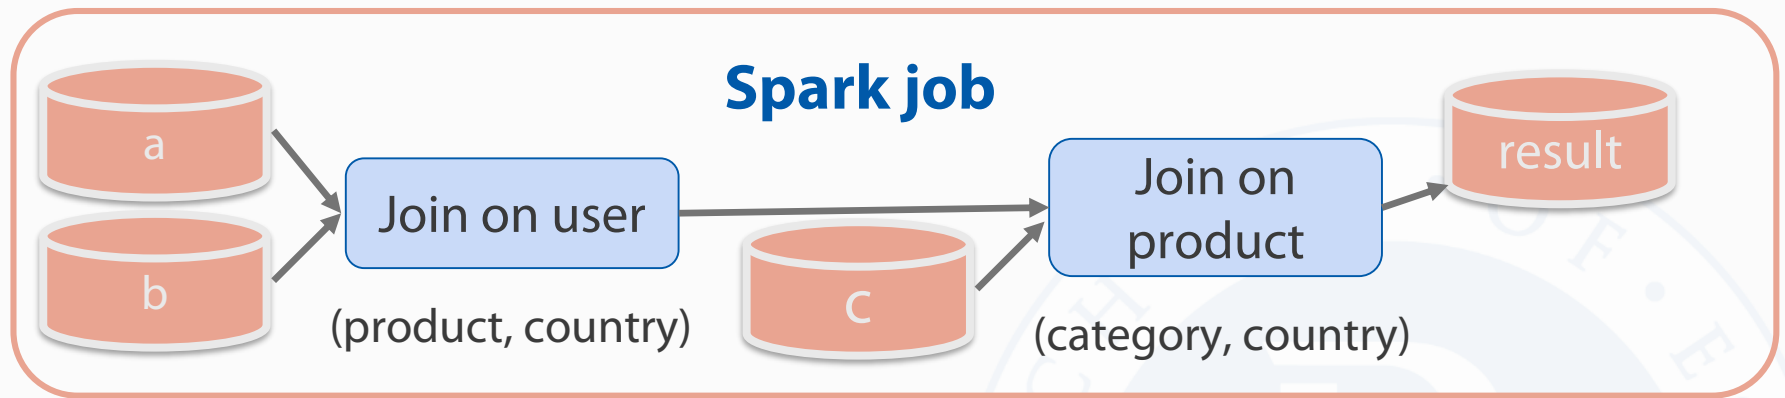 Spark job
a
b
Join on user
(product, country)
C
Join on
product
(category, country)
result
C H
O F • E